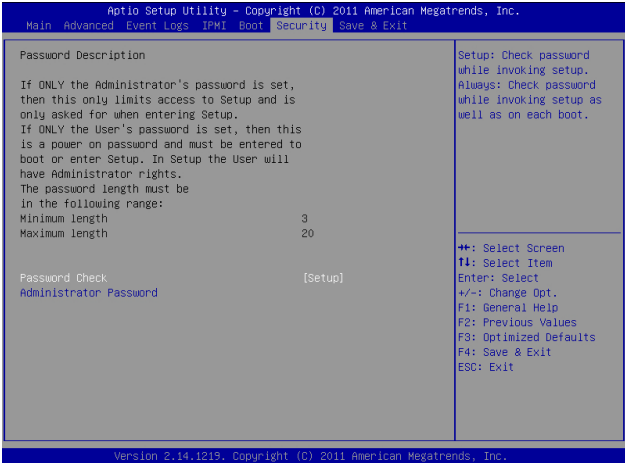 Aptio Setup Utility – Copyright (C) 2011 American Megatrends, Inc.
Main Advanced Event Logs IPMI Boot Security Save & Exit
Password Description
If ONLY the Administrator's password is set,
then this only limits access to Setup and is
only asked for when entering Setup.
If ONLY the User's password is set, then this
is a power on password and must be entered to
boot or enter Setup. In Setup the User will
have Administrator rights.
The password length must be
in the following range:
Minimum length 3
Maximum length 20
Password Check [Setup]
Administrator Password
Setup: Check password
while invoking setup.
Always: Check password
while invoking setup as
well as on each boot.
→←: Select Screen
↑↓: Select Item
Enter: Select
+/-: Change Opt.
F1: General Help
F2: Previous Values
F3: Optimized Defaults
F4: Save & Exit
ESC: Exit
Version 2.14.1219. Copyright (C) 2011 American Megatrends, Inc.